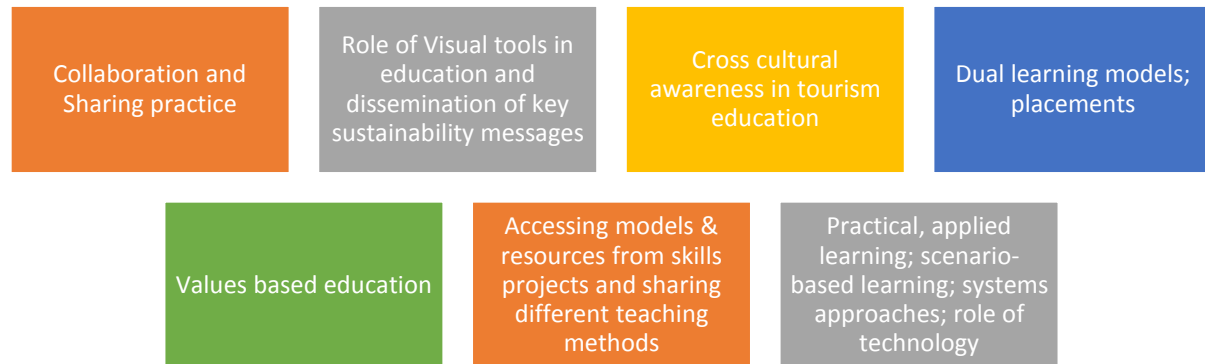 Collaboration and
Sharing practice
Role of Visual tools in
education and
dissemination of key
sustainability messages
Cross cultural
awareness in tourism
education
Dual learning models;
placements
Values based education
Accessing models &
resources from skills
projects and sharing
different teaching
methods
Practical, applied
learning; scenario-
based learning; systems
approaches; role of
technology